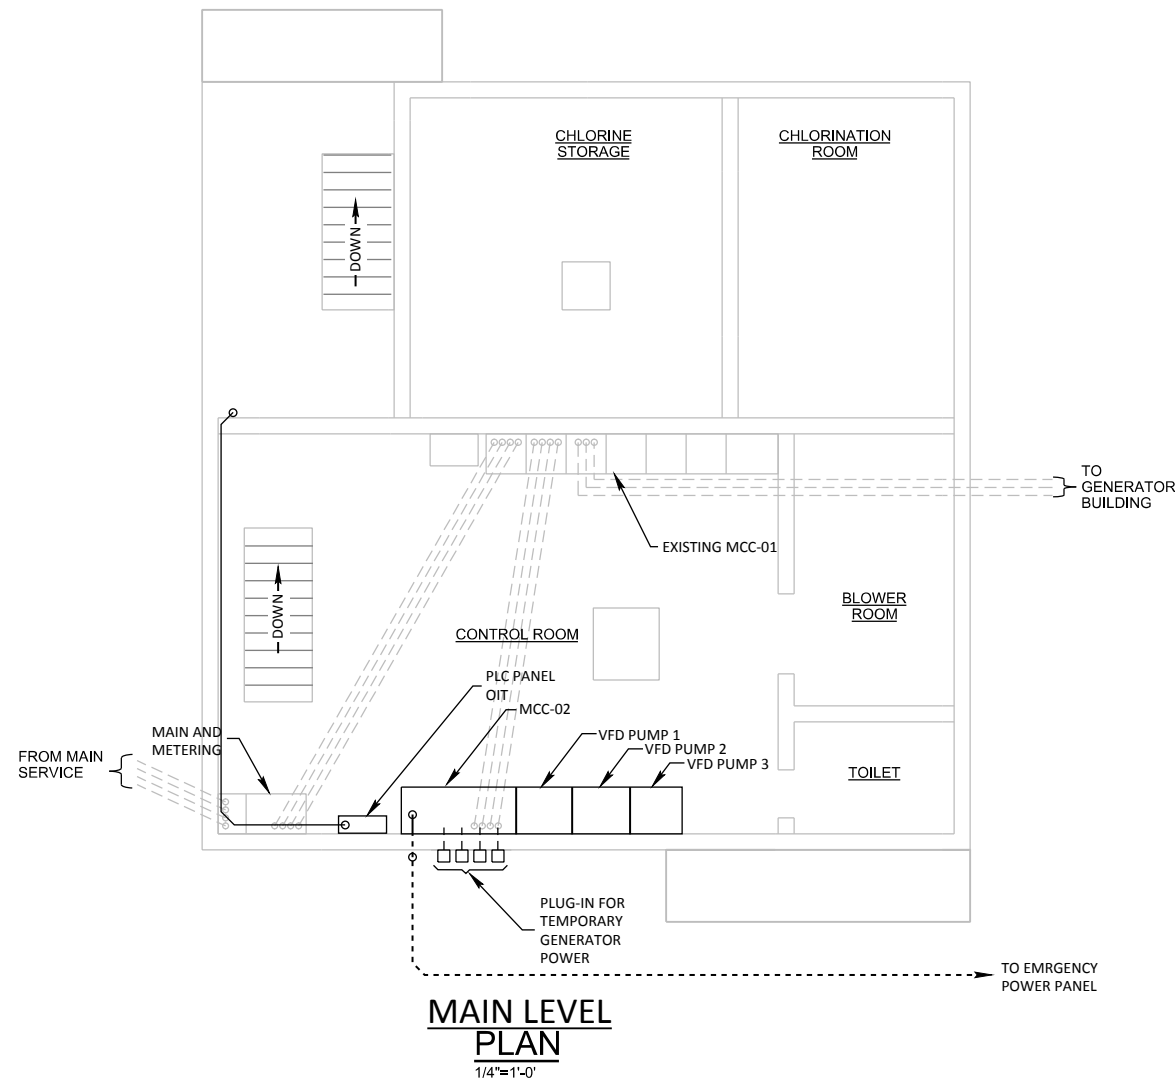 CHLORINE
STORAGE
CHLORINATION
ROOM
DOWN
TO
GENERATOR
BUILDING
EXISTING MCC-01
DOWN
BLOWER
ROOM
CONTROL ROOM
PLC PANEL
OIT
MCC-02
MAIN AND
METERING
VFD PUMP 1
VFD PUMP 2
VFD PUMP 3
FROM MAIN
SERVICE
TOILET
PLUG-IN FOR
TEMPORARY
GENERATOR
POWER
TO EMRGENCY
POWER PANEL
MAIN LEVEL
PLAN
1/4"=1'-0'